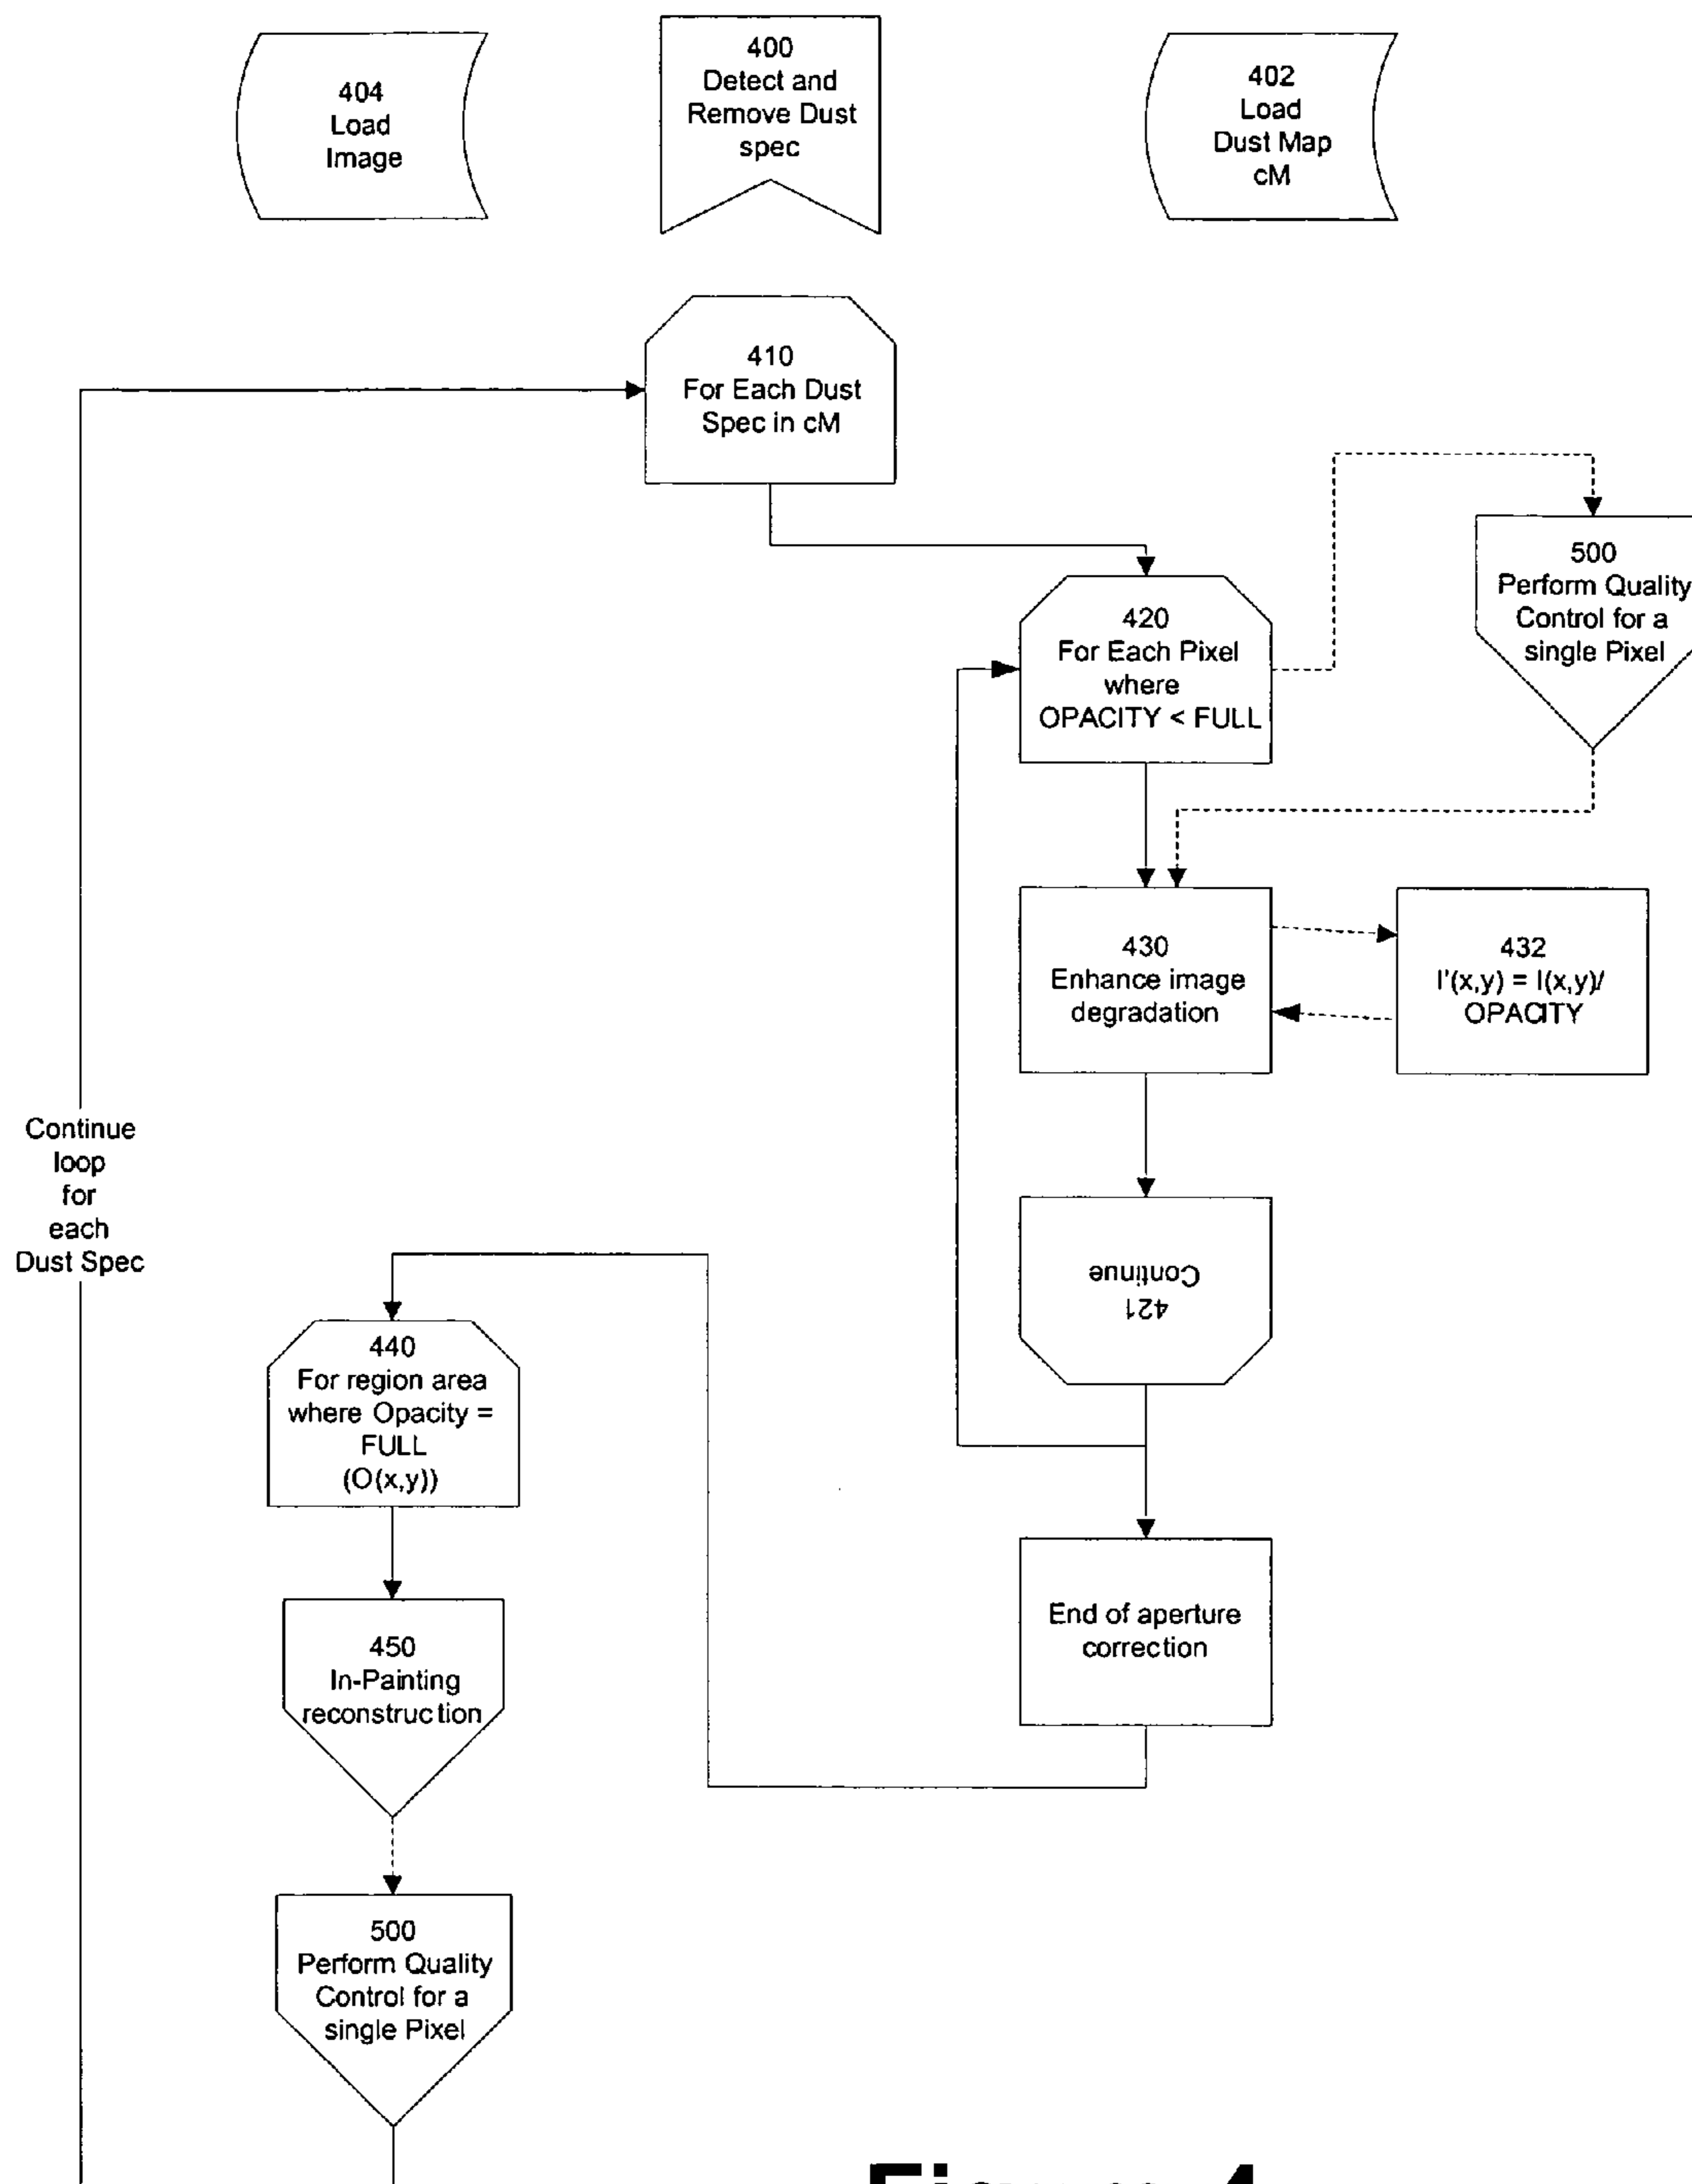 404
Load
Image
400
Detect and
Remove Dust
spec
402
Load
Dust Map
cM
410
For Each Dust
Spec in cM
420
For Each Pixel
where
OPACITY < FULL
500
Perform Quality
Control for a
single Pixel
430
Enhance image
degradation
432
I'(x,y) = I(x,y)/
OPACITY
Continue
loop
for
each
Dust Spec
421
Continue
440
For region area
where Opacity =
FULL
(O(x,y))
End of aperture
correction
450
In-Painting
reconstruction
500
Perform Quality
Control for a
single Pixel
Figure 4